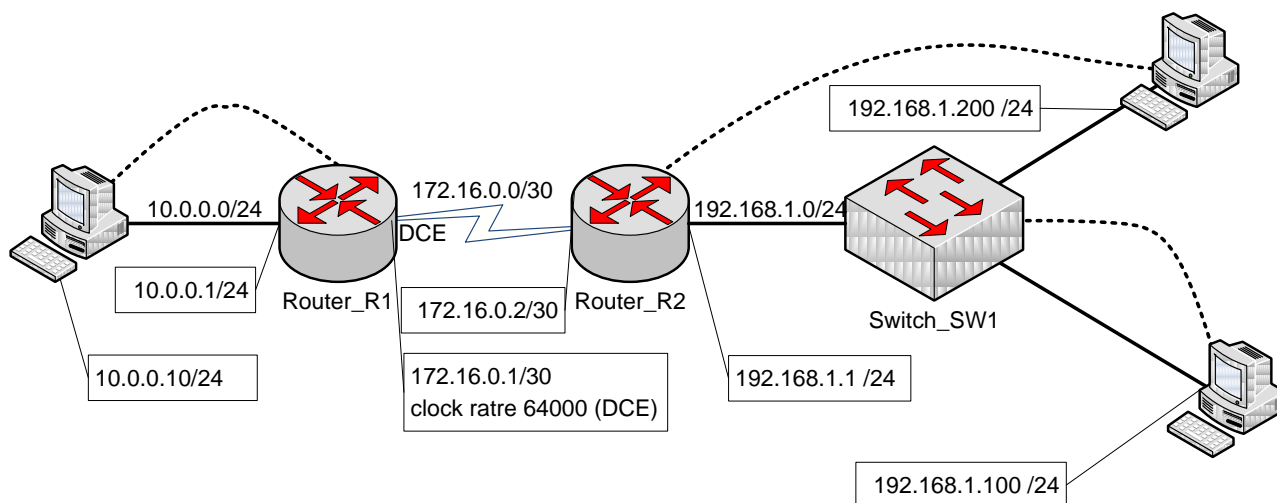 192.168.1.200 /24
172.16.0.0/30
10.0.0.0/24
192.168.1.0/24
DCE
10.0.0.1/24
Router_R1
172.16.0.2/30
Router_R2
Switch_SW1
10.0.0.10/24
172.16.0.1/30
clock ratre 64000 (DCE)
192.168.1.1 /24
192.168.1.100 /24